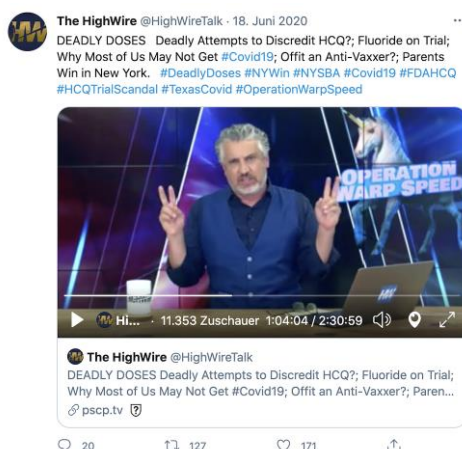 The HighWire @HighWireTalk · 18. Juni 2020
DEADLY DOSES Deadly Attempts to Discredit HCQ?; Fluoride on Trial;
Why Most of Us May Not Get #Covid19; Offit an Anti-Vaxxer?; Parents
Win in New York. #DeadlyDoses #NYWin #NYSBA #Covid19 #FDAHCQ
#HCQTrialScandal #TexasCovid #OperationWarpSpeed
OPERATION
WARP SPEED
HW
Hi... · 11.353 Zuschauer 1:04:04 / 2:30:59
The HighWire @HighWireTalk
DEADLY DOSES Deadly Attempts to Discredit HCQ?; Fluoride on Trial;
Why Most of Us May Not Get #Covid19; Offit an Anti-Vaxxer?; Paren...
pscp.tv
20 127 171